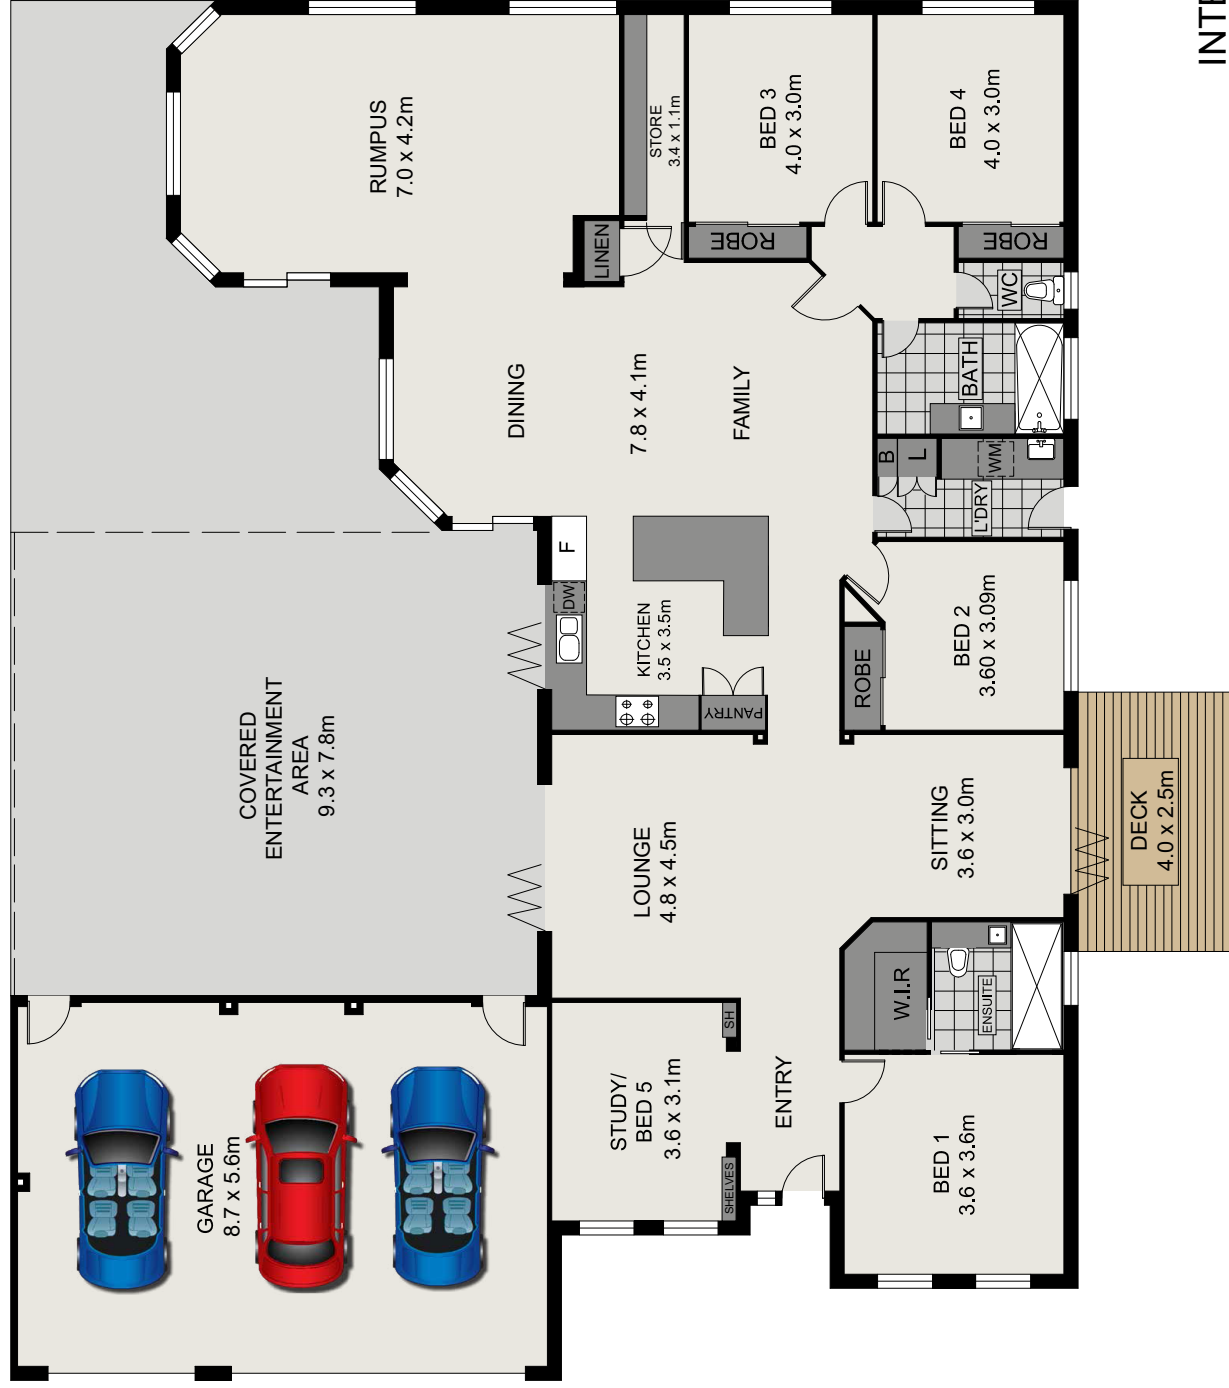 INTE
RUMPUS
7.0 x 4.2m
STORE
3.4 x 1.1m
BED 3
4.0 x 3.0m
BED 4
4.0 x 3.0m
LINEN
ROBE
ROBE
WC
DINING
7.8 x 4.1m
FAMILY
BATH
B
L
WM
L'DRY
F
DW
KITCHEN
3.5 x 3.5m
PANTRY
ROBE
BED 2
3.60 x 3.09m
COVERED
ENTERTAINMENT
AREA
9.3 x 7.8m
LOUNGE
4.8 x 4.5m
SITTING
3.6 x 3.0m
DECK
4.0 x 2.5m
W.I.R
ENSUITE
SH
STUDY/
BED 5
3.6 x 3.1m
SHELVES
ENTRY
BED 1
3.6 x 3.6m
GARAGE
8.7 x 5.6m